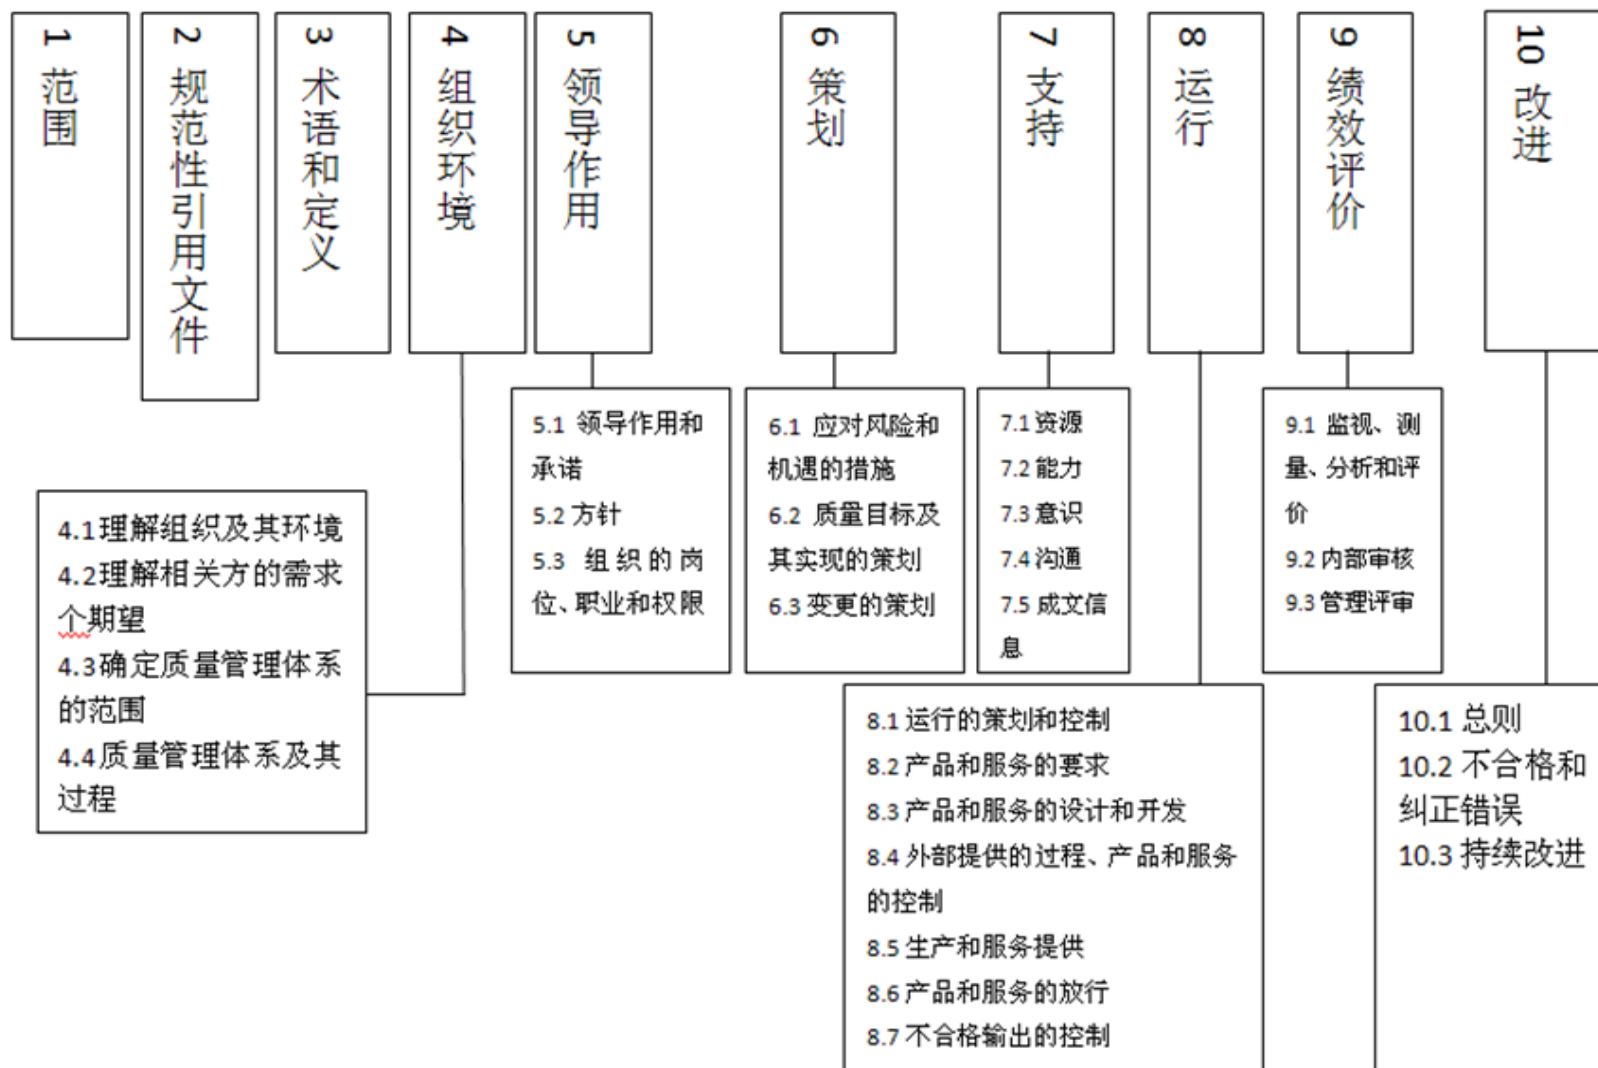 1 范围
2 规范性引用文件
3 术语和定义
4 组织环境
5 领导作用
6 策划
7 支持
8 运行
9 绩效评价
10 改进
4.1理解组织及其环境
4.2理解相关方的需求
个期望
4.3确定质量管理体系
的范围
4.4质量管理体系及其
过程
5.1 领导作用和
承诺
5.2 方针
5.3 组织的岗
位、职业和权限
6.1 应对风险和
机遇的措施
6.2 质量目标及
其实现的策划
6.3 变更的策划
7.1 资源
7.2 能力
7.3 意识
7.4 沟通
7.5 成文信
息
8.1 运行的策划和控制
8.2 产品和服务的要求
8.3 产品和服务的设计和开发
8.4 外部提供的过程、产品和服务
的控制
8.5 生产和服务提供
8.6 产品和服务的放行
8.7 不合格输出的控制
9.1 监视、测
量、分析和评
价
9.2 内部审核
9.3 管理评审
10.1 总则
10.2 不合格和
纠正错误
10.3 持续改进